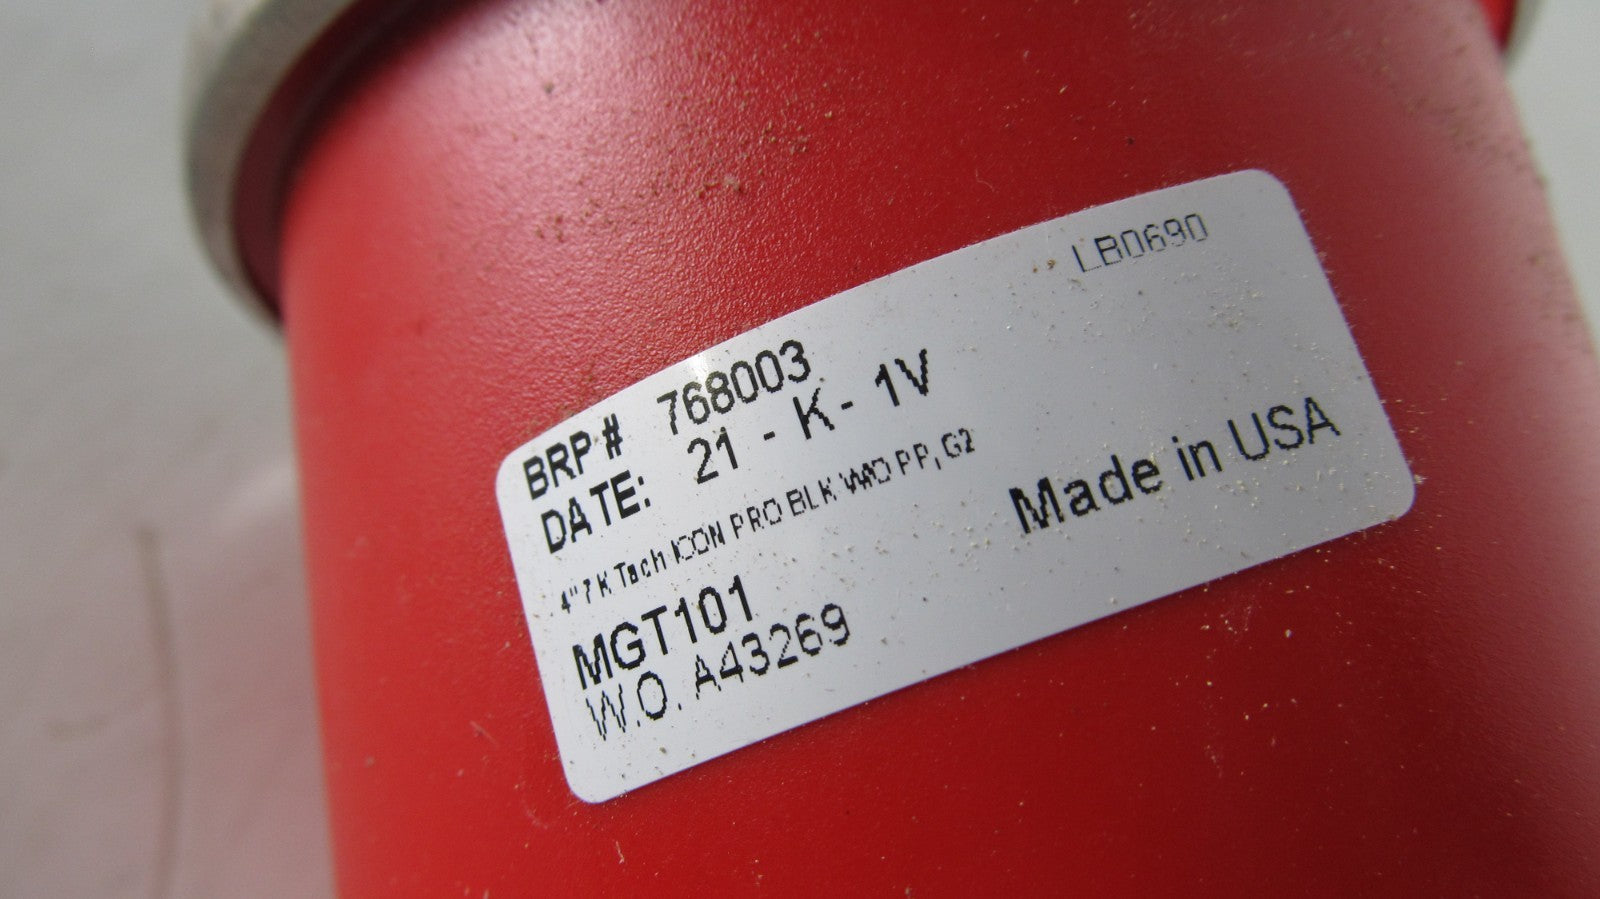 LB0690
BRP # 768003
DATE: 21 - K - 1V
4" 7 K Tach ICON PRO BLK W/O PP, G2
Made in USA
MGT101
W.O. A43269